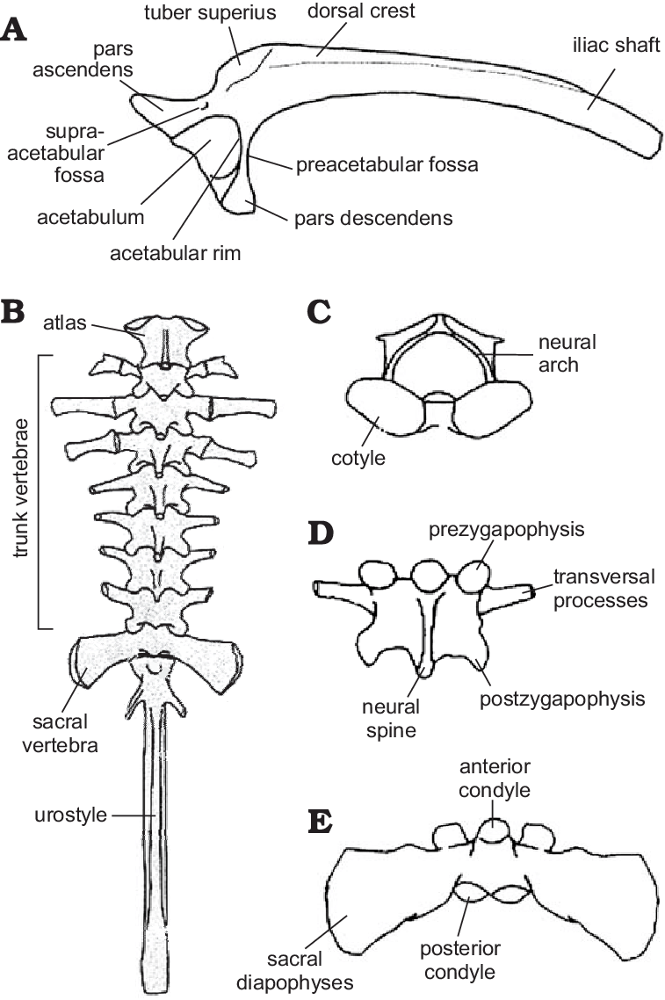 A
tuber superius
dorsal crest
pars
ascendens
iliac shaft
supra-
acetabular
fossa
preacetabular fossa
acetabulum
pars descendens
acetabular rim
B
atlas
trunk vertebrae
sacral
vertebra
urostyle
C
neural
arch
cotyle
D
prezygapophysis
transversal
processes
neural
spine
postzygapophysis
E
anterior
condyle
sacral
diapophyses
posterior
condyle